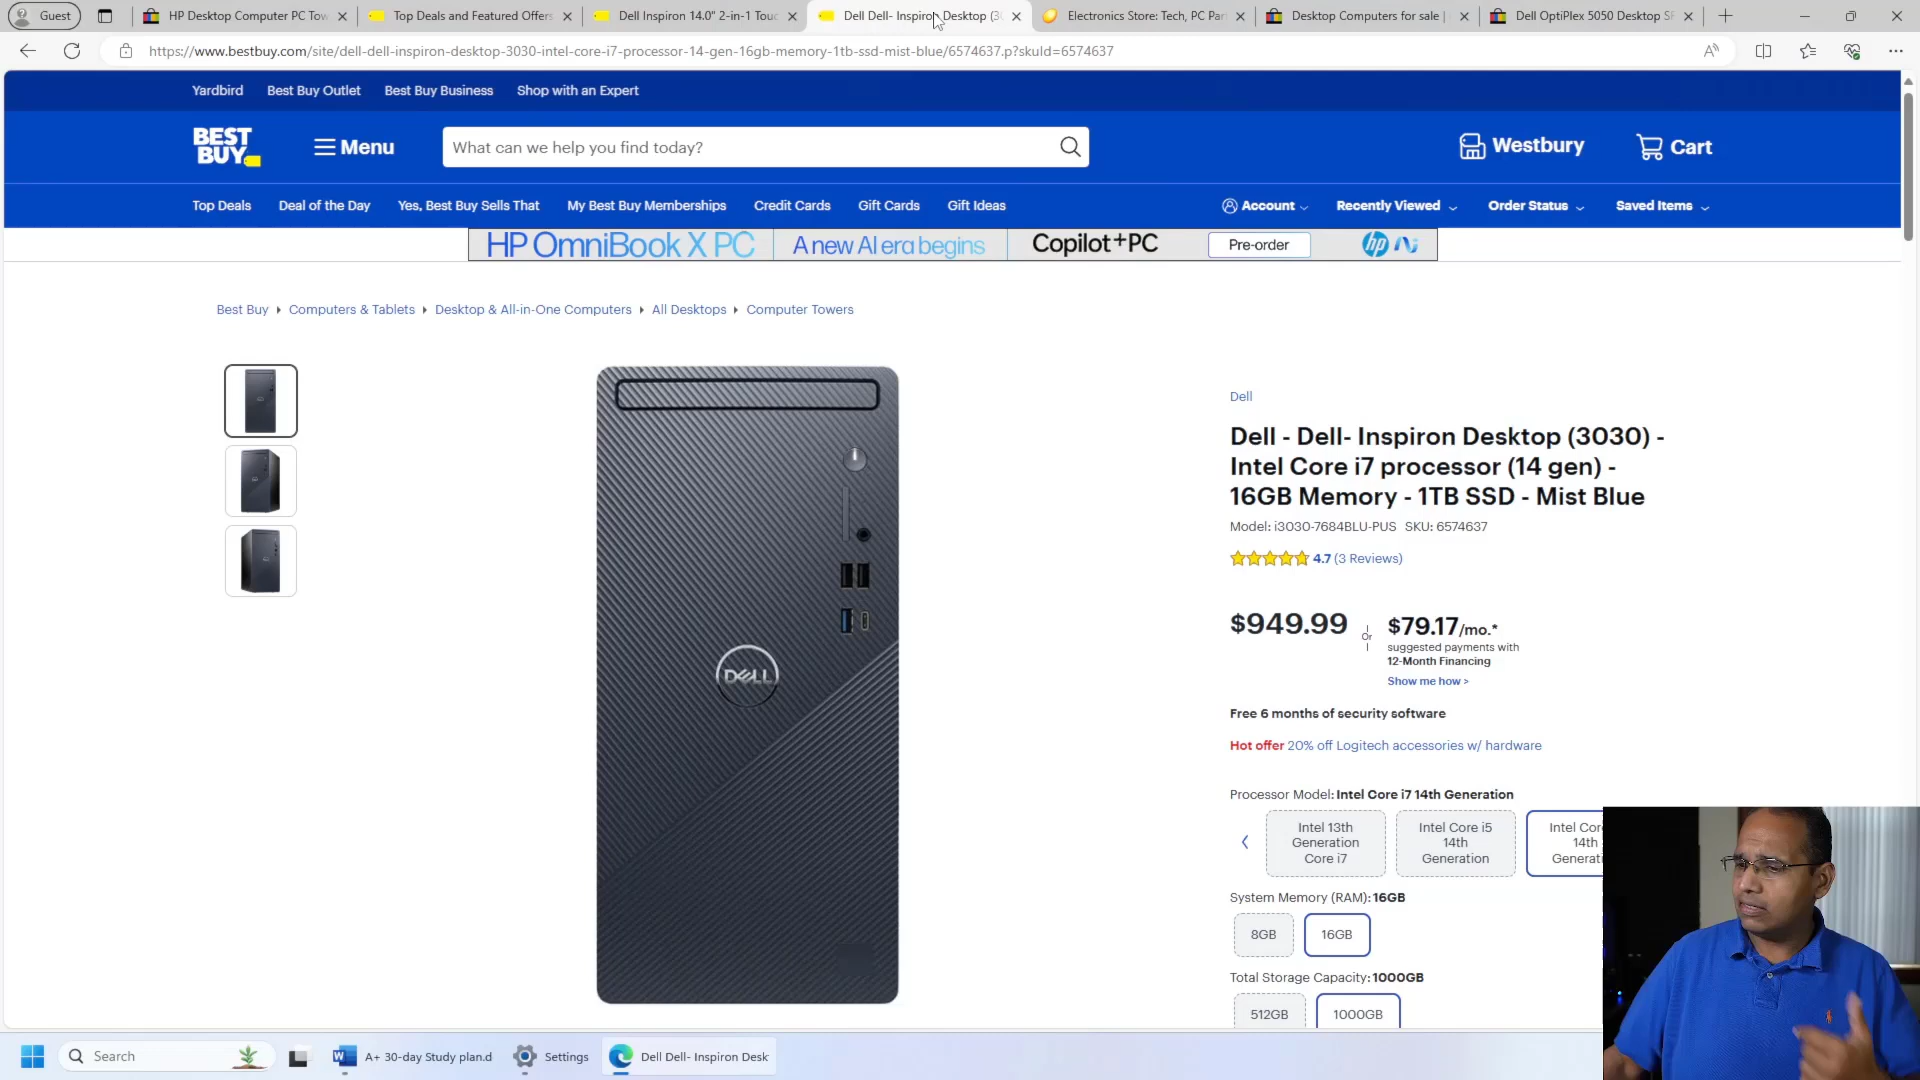 Guest
HP Desktop Computer PC Tow
Top Deals and Featured Offers
Dell Inspiron 14.0" 2-in-1 Touc
Dell Dell- Inspiron Desktop (30
Electronics Store: Tech, PC Par
Desktop Computers for sale |
Dell OptiPlex 5050 Desktop SF
https://www.bestbuy.com/site/dell-dell-inspiron-desktop-3030-intel-core-i7-processor-14-gen-16gb-memory-1tb-ssd-mist-blue/6574637.p?skuId=6574637
Yardbird Best Buy Outlet Best Buy Business Shop with an Expert
BEST BUY
Menu
What can we help you find today?
Westbury
Cart
Top Deals Deal of the Day Yes, Best Buy Sells That My Best Buy Memberships Credit Cards Gift Cards Gift Ideas
Account Recently Viewed Order Status Saved Items
HP OmniBook X PC A new AI era begins Copilot+PC Pre-order hp
Best Buy Computers & Tablets Desktop & All-in-One Computers All Desktops Computer Towers
DELL
Dell
Dell - Dell- Inspiron Desktop (3030) -
Intel Core i7 processor (14 gen) -
16GB Memory - 1TB SSD - Mist Blue
Model: i3030-7684BLU-PUS SKU: 6574637
4.7 (3 Reviews)
$949.99
Or
$79.17/mo.*
suggested payments with
12-Month Financing
Show me how >
Free 6 months of security software
Hot offer 20% off Logitech accessories w/ hardware
Processor Model: Intel Core i7 14th Generation
Intel 13th
Generation
Core i7
Intel Core i5
14th
Generation
Intel Cor
14th
Generati
System Memory (RAM): 16GB
8GB 16GB
Total Storage Capacity: 1000GB
512GB 1000GB
Search
A+ 30-day Study plan.d
Settings
Dell Dell- Inspiron Desk